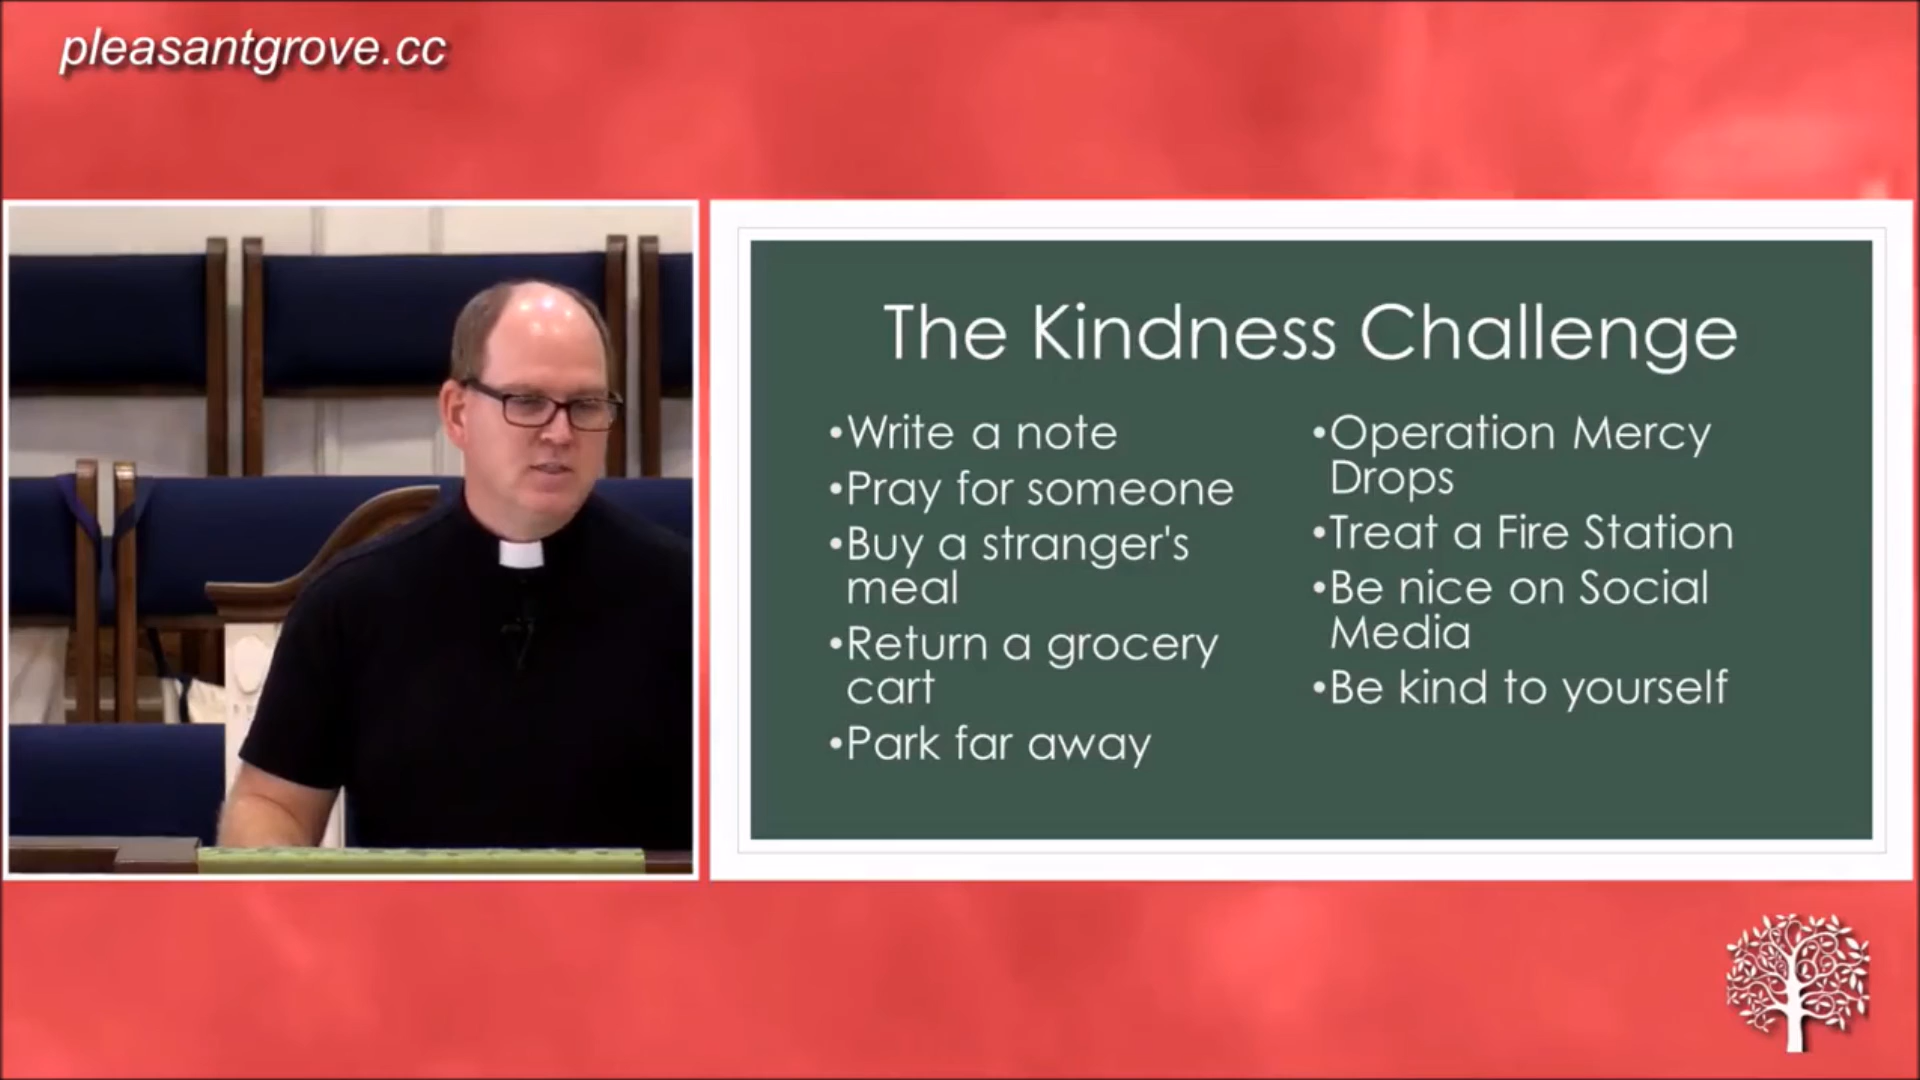 pleasantgrove.cc
The Kindness Challenge
•Write a note
•Pray for someone
•Buy a stranger's
meal
•Return a grocery
cart
•Park far away
•Operation Mercy
Drops
•Treat a Fire Station
•Be nice on Social
Media
•Be kind to yourself